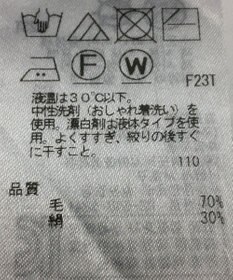 F
W
F231
液温は30℃以下。
中性洗剤（おしゃれ着洗い）を
使用。漂白剤は液体タイプを使
用。よくすすぎ、絞りの後すぐ
に干すこと。
110
品質
毛 70%
絹 30%